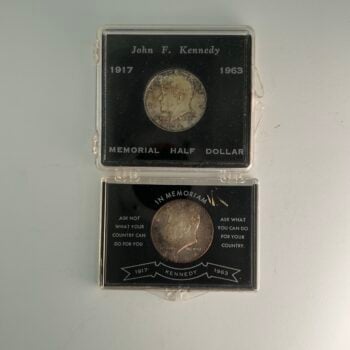 John F. Kennedy
1917 1963
MEMORIAL HALF DOLLAR
IN MEMORIAM
ASK NOT
WHAT YOUR
COUNTRY CAN
DO FOR YOU
ASK WHAT
YOU CAN DO
FOR YOUR
COUNTRY.
1917 KENNEDY 1963